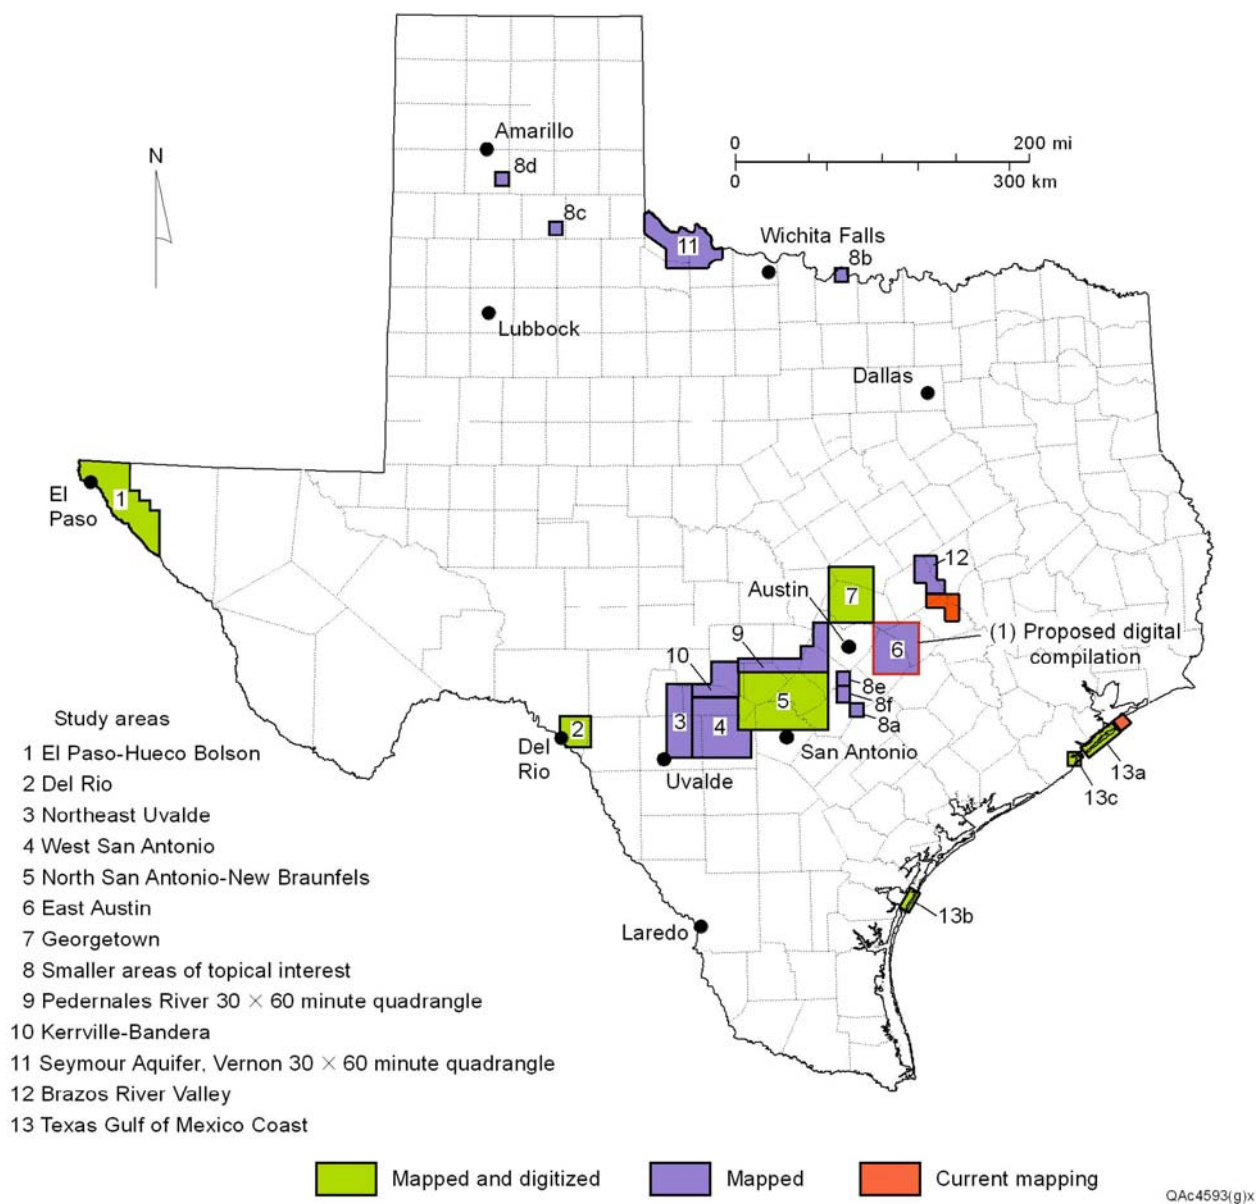 Amarillo
N
0 200 mi
0 300 km
8d
8c
11
Wichita Falls
8b
Lubbock
Dallas
El
Paso
1
12
Austin
7
9
6
(1) Proposed digital
compilation
10
8e
8f
8a
5
3
4
2
Del
Rio
San Antonio
Uvalde
13a
13c
13b
Laredo
Study areas
1 El Paso-Hueco Bolson
2 Del Rio
3 Northeast Uvalde
4 West San Antonio
5 North San Antonio-New Braunfels
6 East Austin
7 Georgetown
8 Smaller areas of topical interest
9 Pedernales River 30 × 60 minute quadrangle
10 Kerrville-Bandera
11 Seymour Aquifer, Vernon 30 × 60 minute quadrangle
12 Brazos River Valley
13 Texas Gulf of Mexico Coast
Mapped and digitized
Mapped
Current mapping
QAc4593(g)x